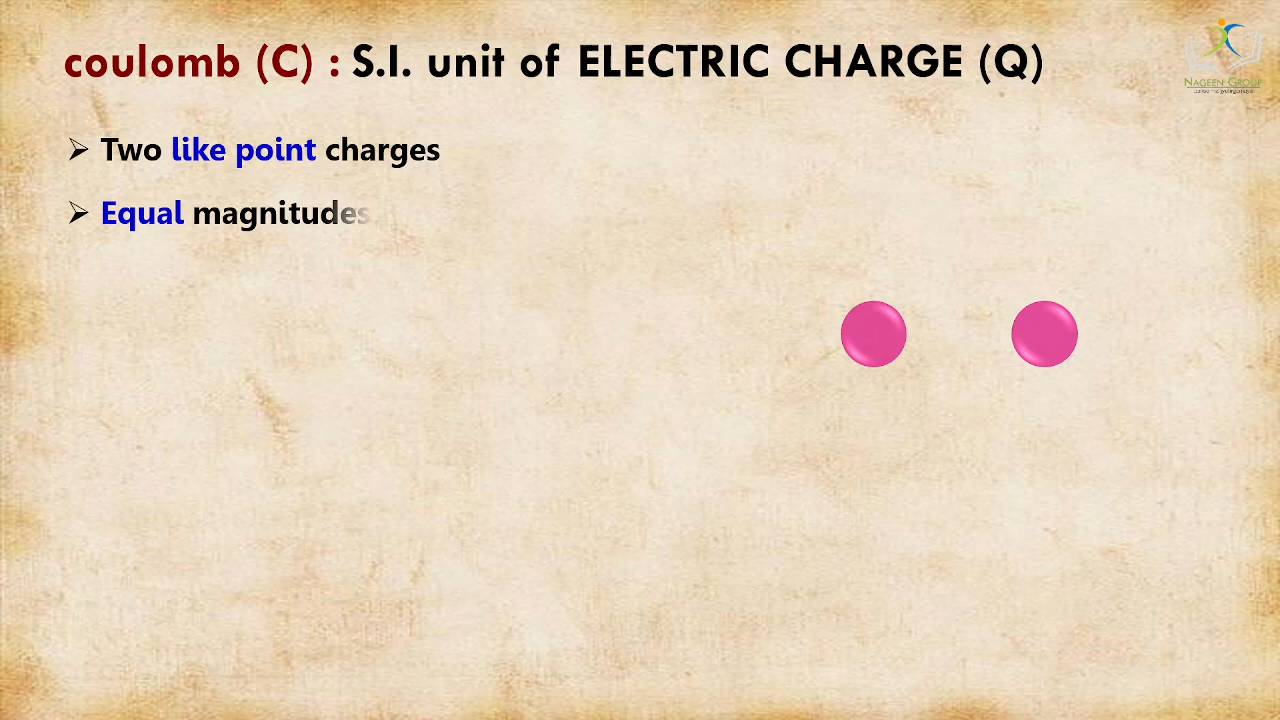 coulomb (C) : S.I. unit of ELECTRIC CHARGE (Q)
NAGEEN GROUP
➢ Two like point charges
➢ Equal magnitudes